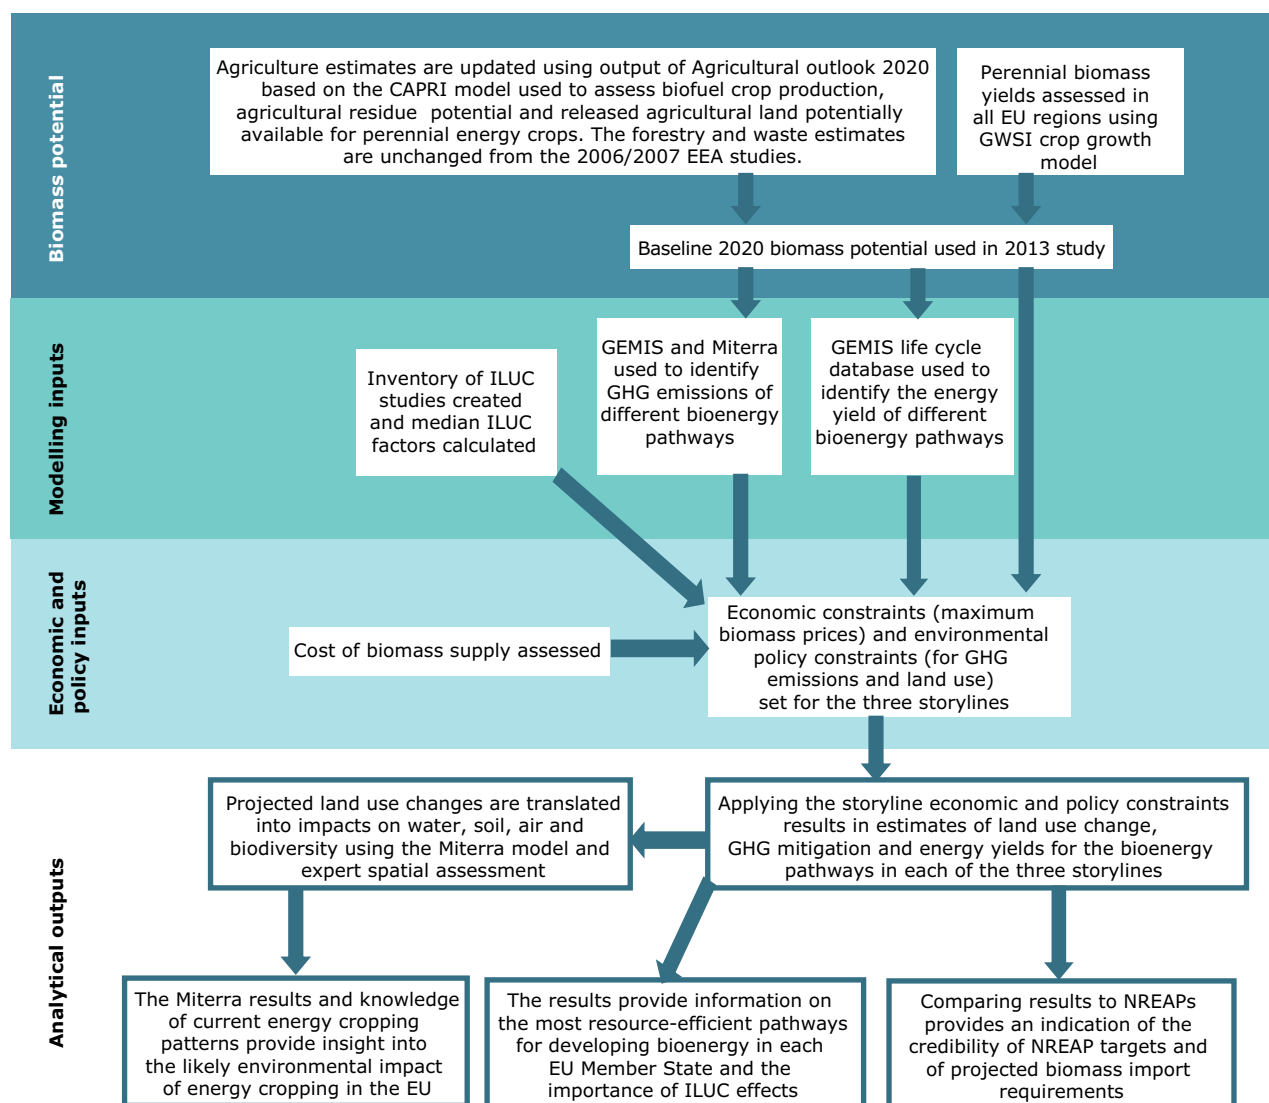 Biomass potential
Agriculture estimates are updated using output of Agricultural outlook 2020
based on the CAPRI model used to assess biofuel crop production,
agricultural residue potential and released agricultural land potentially
available for perennial energy crops. The forestry and waste estimates
are unchanged from the 2006/2007 EEA studies.
Perennial biomass
yields assessed in
all EU regions using
GWSI crop growth
model
Baseline 2020 biomass potential used in 2013 study
Modelling inputs
Inventory of ILUC
studies created
and median ILUC
factors calculated
GEMIS and Miterra
used to identify
GHG emissions of
different bioenergy
pathways
GEMIS life cycle
database used to
identify the energy
yield of different
bioenergy pathways
Economic and
policy inputs
Cost of biomass supply assessed
Economic constraints (maximum
biomass prices) and environmental
policy constraints (for GHG
emissions and land use)
set for the three storylines
Analytical outputs
Projected land use changes are translated
into impacts on water, soil, air and
biodiversity using the Miterra model and
expert spatial assessment
Applying the storyline economic and policy constraints
results in estimates of land use change,
GHG mitigation and energy yields for the bioenergy
pathways in each of the three storylines
The Miterra results and knowledge
of current energy cropping
patterns provide insight into
the likely environmental impact
of energy cropping in the EU
The results provide information on
the most resource-efficient pathways
for developing bioenergy in each
EU Member State and the
importance of ILUC effects
Comparing results to NREAPs
provides an indication of the
credibility of NREAP targets and
of projected biomass import
requirements